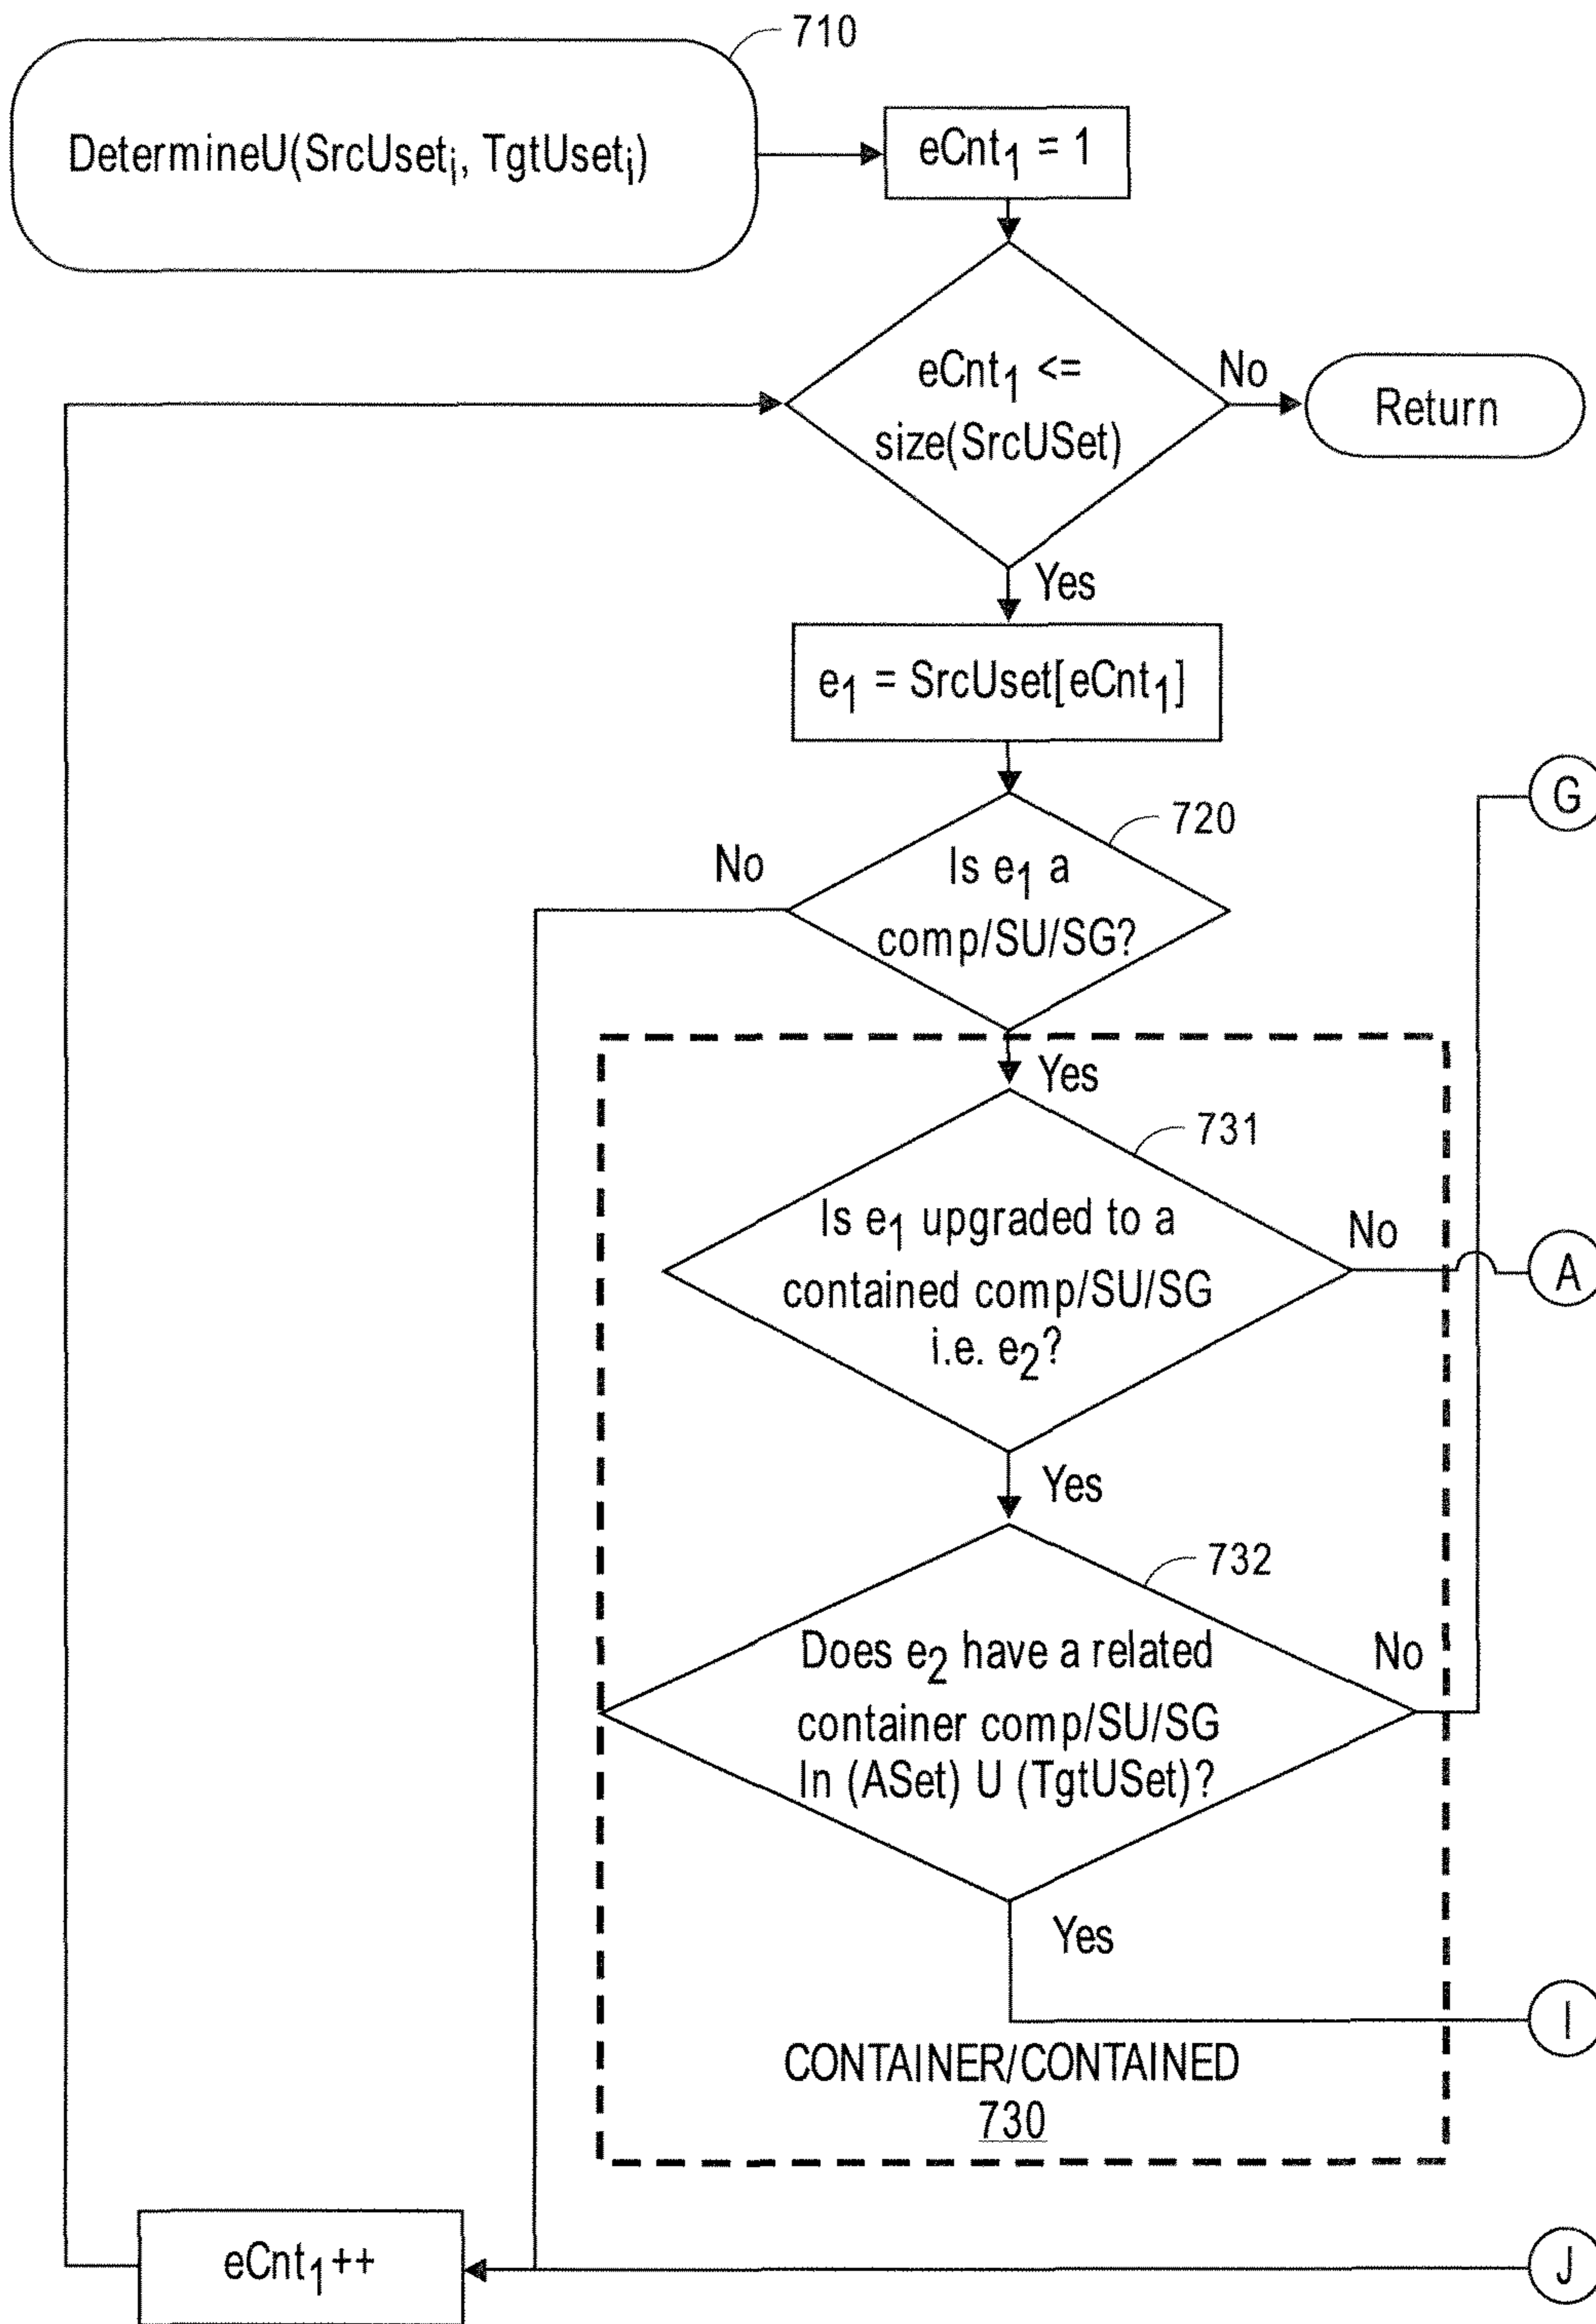 710
DetermineU(SrcUsetᵢ, TgtUsetᵢ)
eCnt₁ = 1
eCnt₁ <=
size(SrcUSet)
No
Return
Yes
e₁ = SrcUset[eCnt₁]
G
720
No
Is e₁ a
comp/SU/SG?
Yes
731
Is e₁ upgraded to a
contained comp/SU/SG
i.e. e₂?
No
A
Yes
732
Does e₂ have a related
container comp/SU/SG
In (ASet) U (TgtUSet)?
No
Yes
I
CONTAINER/CONTAINED
730
eCnt₁++
J